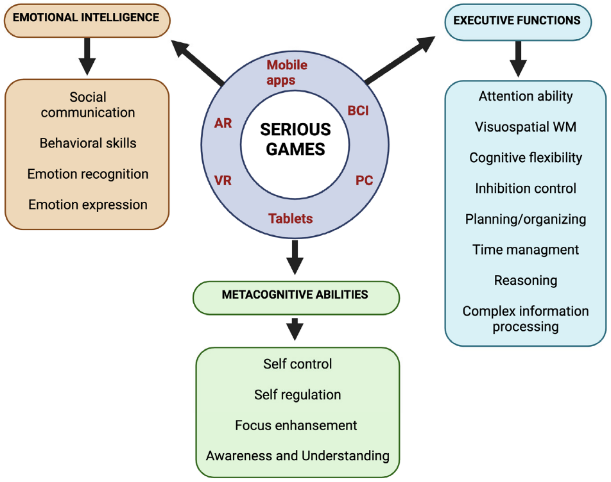 EMOTIONAL INTELLIGENCE
Social
communication
Behavioral skills
Emotion recognition
Emotion expression
Mobile
apps
AR
BCI
SERIOUS
GAMES
VR
PC
Tablets
EXECUTIVE FUNCTIONS
Attention ability
Visuospatial WM
Cognitive flexibility
Inhibition control
Planning/organizing
Time managment
Reasoning
Complex information
processing
METACOGNITIVE ABILITIES
Self control
Self regulation
Focus enhansement
Awareness and Understanding